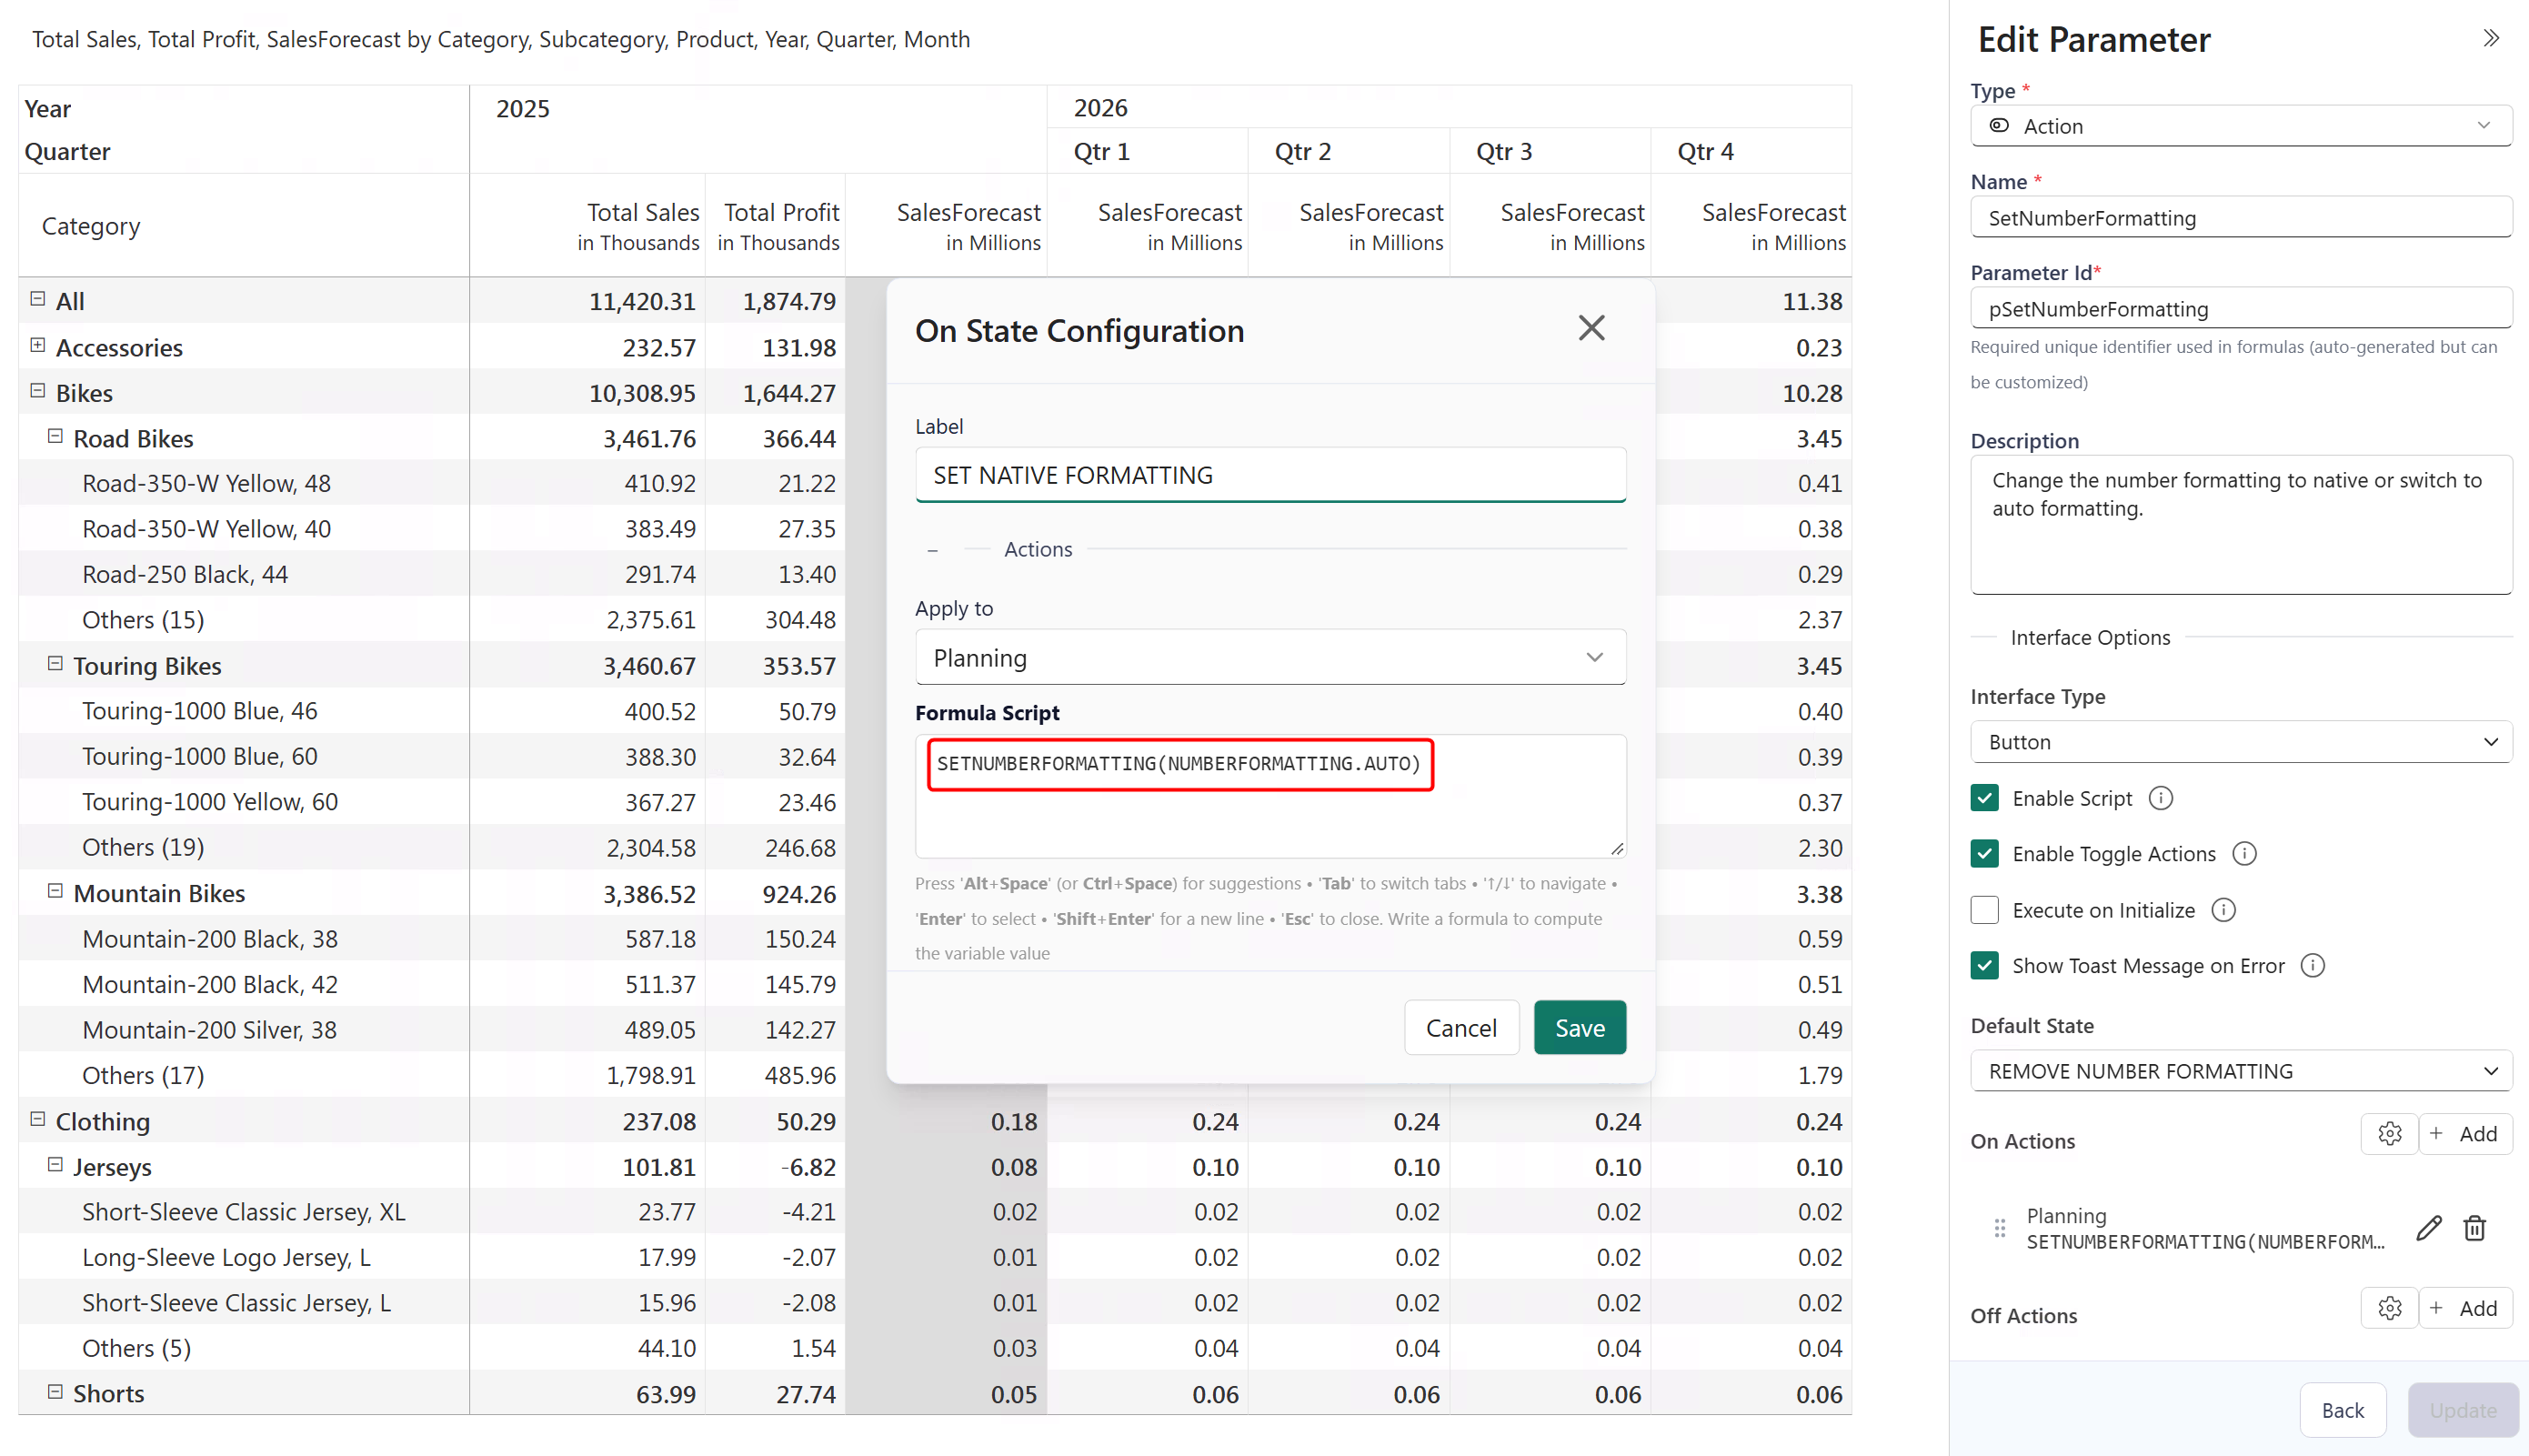 Total Sales, Total Profit, SalesForecast by Category, Subcategory, Product, Year, Quarter, Month
Year 2025 2026
Quarter Qtr 1 Qtr 2 Qtr 3 Qtr 4
Category Total Sales in Thousands Total Profit in Thousands SalesForecast in Millions SalesForecast in Millions SalesForecast in Millions SalesForecast in Millions SalesForecast in Millions
All 11,420.31 1,874.79 11.38
Accessories 232.57 131.98 0.23
Bikes 10,308.95 1,644.27 10.28
Road Bikes 3,461.76 366.44 3.45
Road-350-W Yellow, 48 410.92 21.22 0.41
Road-350-W Yellow, 40 383.49 27.35 0.38
Road-250 Black, 44 291.74 13.40 0.29
Others (15) 2,375.61 304.48 2.37
Touring Bikes 3,460.67 353.57 3.45
Touring-1000 Blue, 46 400.52 50.79 0.40
Touring-1000 Blue, 60 388.30 32.64 0.39
Touring-1000 Yellow, 60 367.27 23.46 0.37
Others (19) 2,304.58 246.68 2.30
Mountain Bikes 3,386.52 924.26 3.38
Mountain-200 Black, 38 587.18 150.24 0.59
Mountain-200 Black, 42 511.37 145.79 0.51
Mountain-200 Silver, 38 489.05 142.27 0.49
Others (17) 1,798.91 485.96 1.79
Clothing 237.08 50.29 0.18 0.24 0.24 0.24 0.24
Jerseys 101.81 -6.82 0.08 0.10 0.10 0.10 0.10
Short-Sleeve Classic Jersey, XL 23.77 -4.21 0.02 0.02 0.02 0.02 0.02
Long-Sleeve Logo Jersey, L 17.99 -2.07 0.01 0.02 0.02 0.02 0.02
Short-Sleeve Classic Jersey, L 15.96 -2.08 0.01 0.02 0.02 0.02 0.02
Others (5) 44.10 1.54 0.03 0.04 0.04 0.04 0.04
Shorts 63.99 27.74 0.05 0.06 0.06 0.06 0.06
On State Configuration
Label
SET NATIVE FORMATTING
Actions
Apply to
Planning
Formula Script
SETNUMBERFORMATTING(NUMBERFORMATTING.AUTO)
Press 'Alt+Space' (or Ctrl+Space) for suggestions • 'Tab' to switch tabs • '↑/↓' to navigate •
'Enter' to select • 'Shift+Enter' for a new line • 'Esc' to close. Write a formula to compute
the variable value
Cancel Save
Edit Parameter
Type *
Action
Name *
SetNumberFormatting
Parameter Id*
pSetNumberFormatting
Required unique identifier used in formulas (auto-generated but can
be customized)
Description
Change the number formatting to native or switch to
auto formatting.
Interface Options
Interface Type
Button
Enable Script
Enable Toggle Actions
Execute on Initialize
Show Toast Message on Error
Default State
REMOVE NUMBER FORMATTING
On Actions + Add
Planning
SETNUMBERFORMATTING(NUMBERFORM...
Off Actions + Add
Back Update